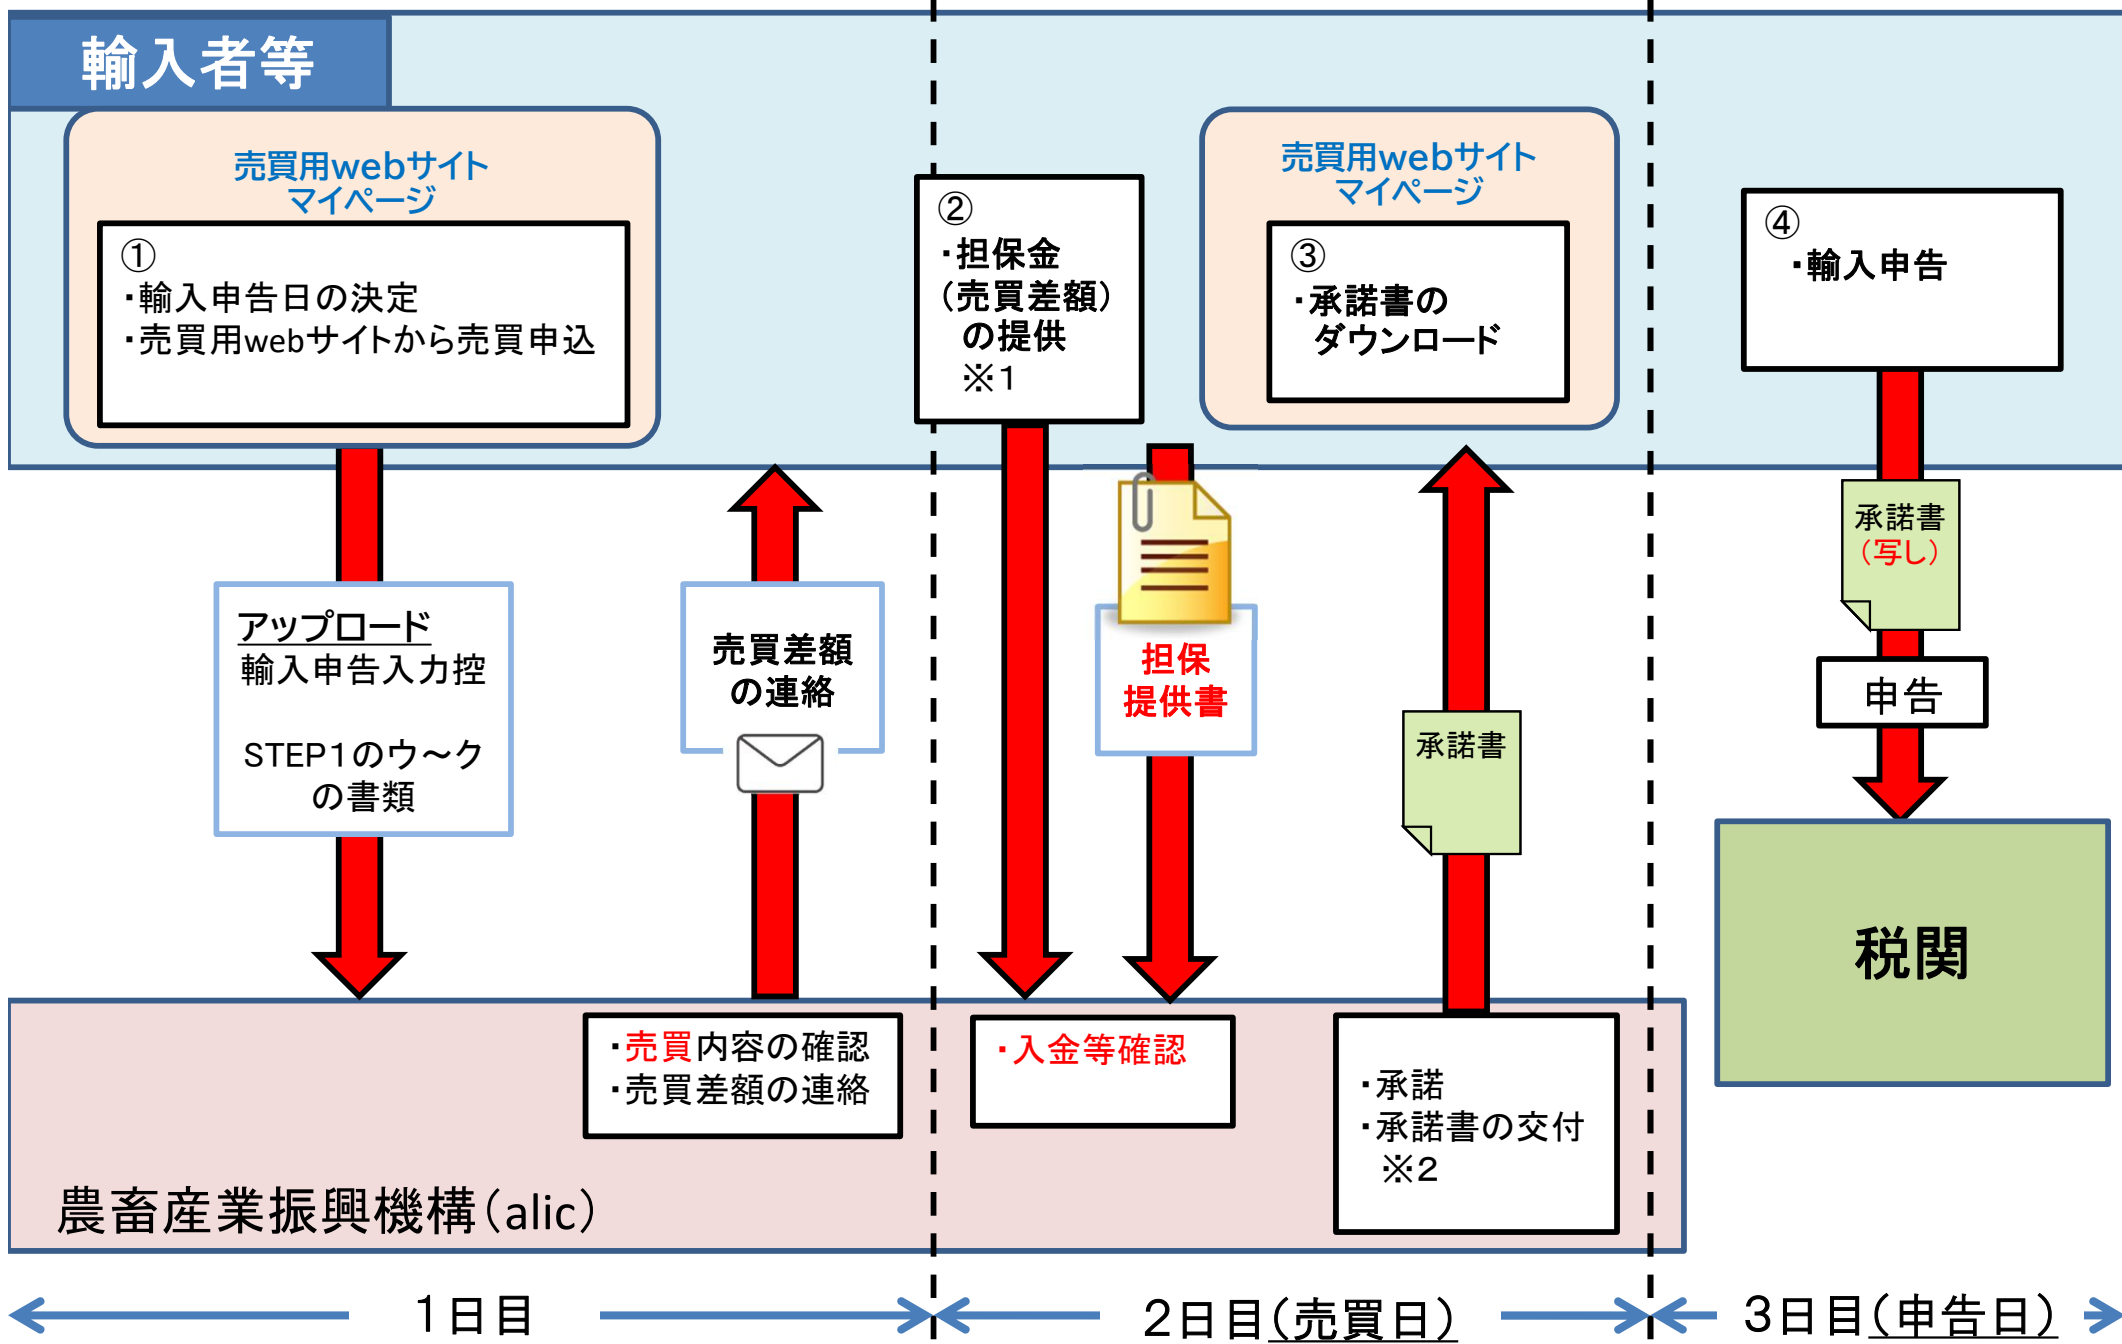 輸入者等
売買用webサイト
マイページ
①
・輸入申告日の決定
・売買用webサイトから売買申込
②
・担保金
（売買差額）
の提供
※1
売買用webサイト
マイページ
③
・承諾書の
ダウンロード
④
・輸入申告
アップロード
輸入申告入力控
STEP1のウ～ク
の書類
売買差額
の連絡
担保
提供書
承諾書
承諾書
（写し）
申告
税関
・売買内容の確認
・売買差額の連絡
・入金等確認
・承諾
・承諾書の交付
※2
農畜産業振興機構（alic）
1日目
2日目（売買日）
3日目（申告日）